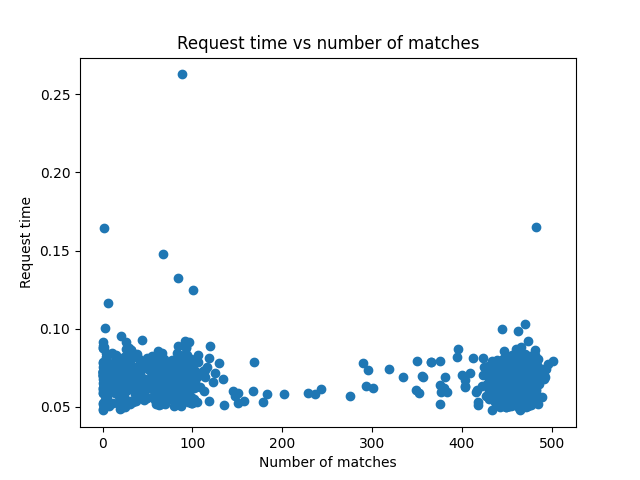 Request time vs number of matches
0.25
0.20
0.15
0.10
0.05
Request time
0 100 200 300 400 500
Number of matches